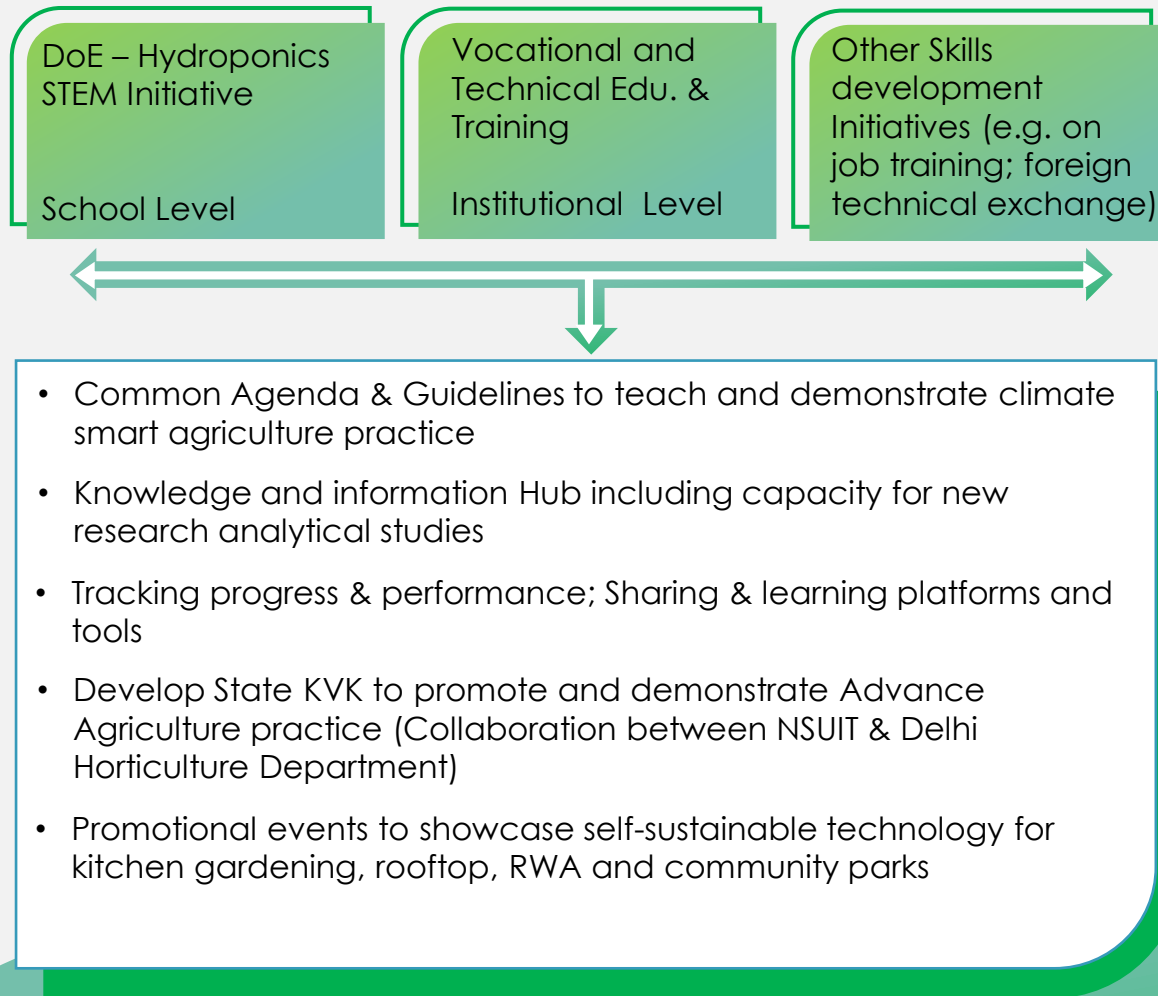 DoE – Hydroponics
STEM Initiative
School Level
Vocational and
Technical Edu. &
Training
Institutional Level
Other Skills
development
Initiatives (e.g. on
job training; foreign
technical exchange)
• Common Agenda & Guidelines to teach and demonstrate climate
smart agriculture practice
• Knowledge and information Hub including capacity for new
research analytical studies
• Tracking progress & performance; Sharing & learning platforms and
tools
• Develop State KVK to promote and demonstrate Advance
Agriculture practice (Collaboration between NSUIT & Delhi
Horticulture Department)
• Promotional events to showcase self-sustainable technology for
kitchen gardening, rooftop, RWA and community parks